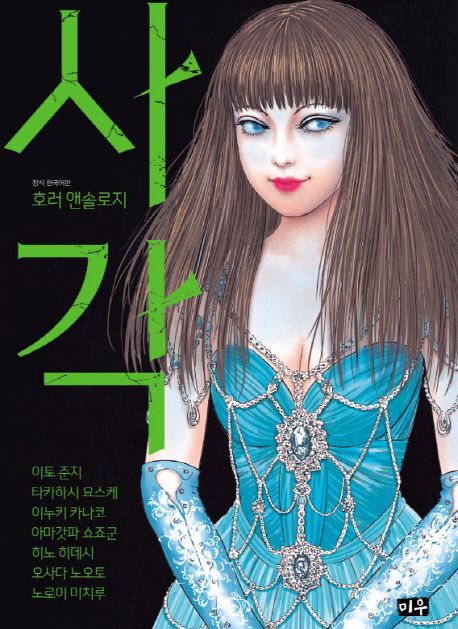 사각
정식 한국어판
호러 앤솔로지
이토 준지
타카하시 요스케
이누키 카나코
아마갓파 쇼죠군
히노 히데시
오사다 노오토
노로이 미치루
미우